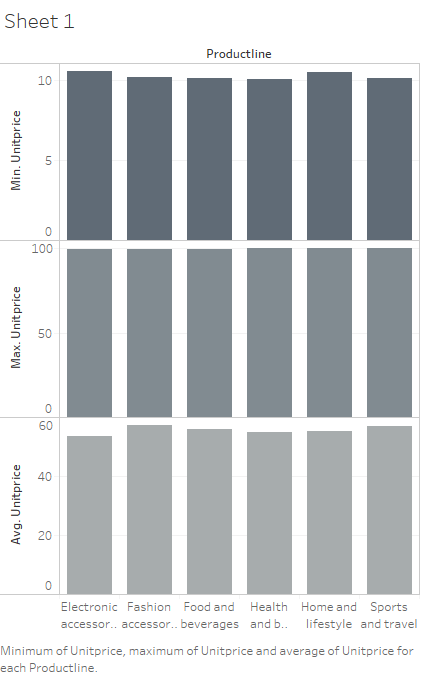 Sheet 1
Productline
Min. Unitprice
10
5
0
Max. Unitprice
100
50
0
Avg. Unitprice
60
40
20
0
Electronic Fashion Food and Health Home and Sports
accessor.. accessor.. beverages and b.. lifestyle and travel
Minimum of Unitprice, maximum of Unitprice and average of Unitprice for
each Productline.